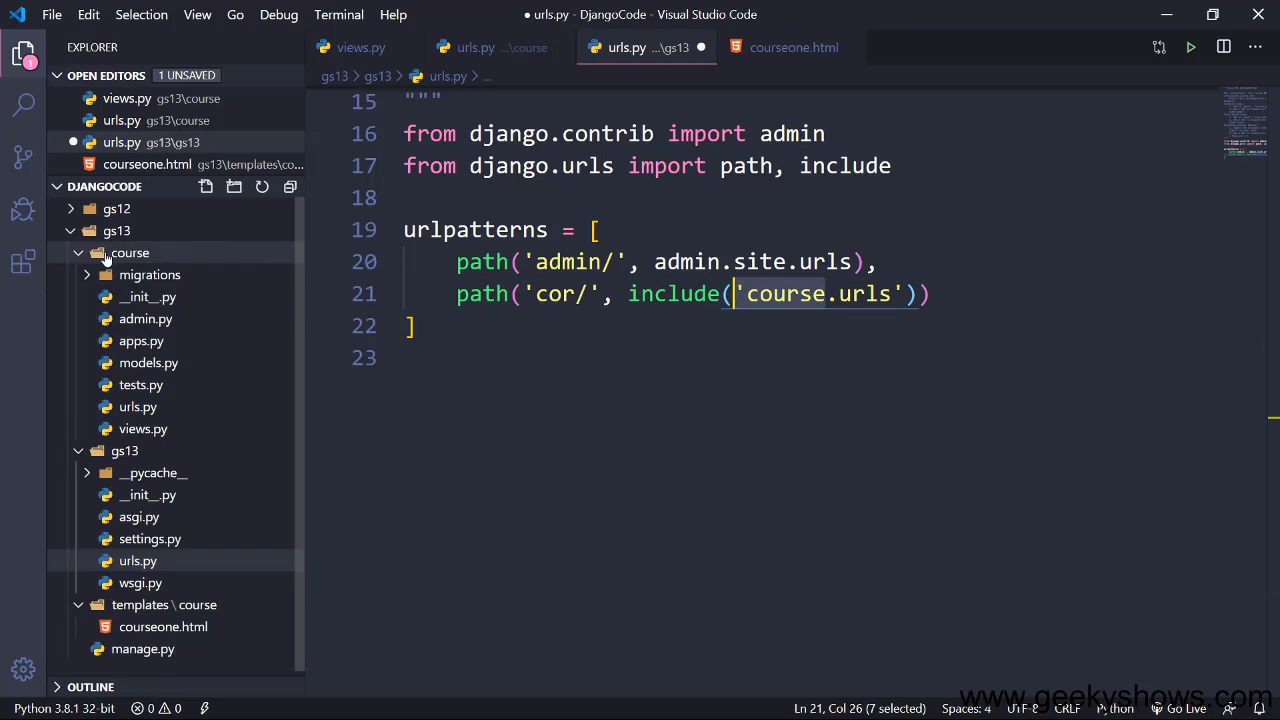 File Edit Selection View Go Debug Terminal Help
● urls.py - DjangoCode - Visual Studio Code
EXPLORER
views.py
urls.py ...\course
urls.py ...\gs13
courseone.html
OPEN EDITORS 1 UNSAVED
gs13 > gs13 > urls.py > ...
views.py gs13\course
urls.py gs13\course
urls.py gs13\gs13
courseone.html gs13\templates\co...
DJANGOCODE
gs12
gs13
course
migrations
__init__.py
admin.py
apps.py
models.py
tests.py
urls.py
views.py
gs13
__pycache__
__init__.py
asgi.py
settings.py
urls.py
wsgi.py
templates \ course
courseone.html
manage.py
OUTLINE
15 """
16 from django.contrib import admin
17 from django.urls import path, include
18
19 urlpatterns = [
20 path('admin/', admin.site.urls),
21 path('cor/', include('course.urls'))
22 ]
23
1
www.geekyshows.com
Python 3.8.1 32-bit 0 0
Ln 21, Col 26 (7 selected) Spaces: 4 UTF-8 CRLF Python Go Live